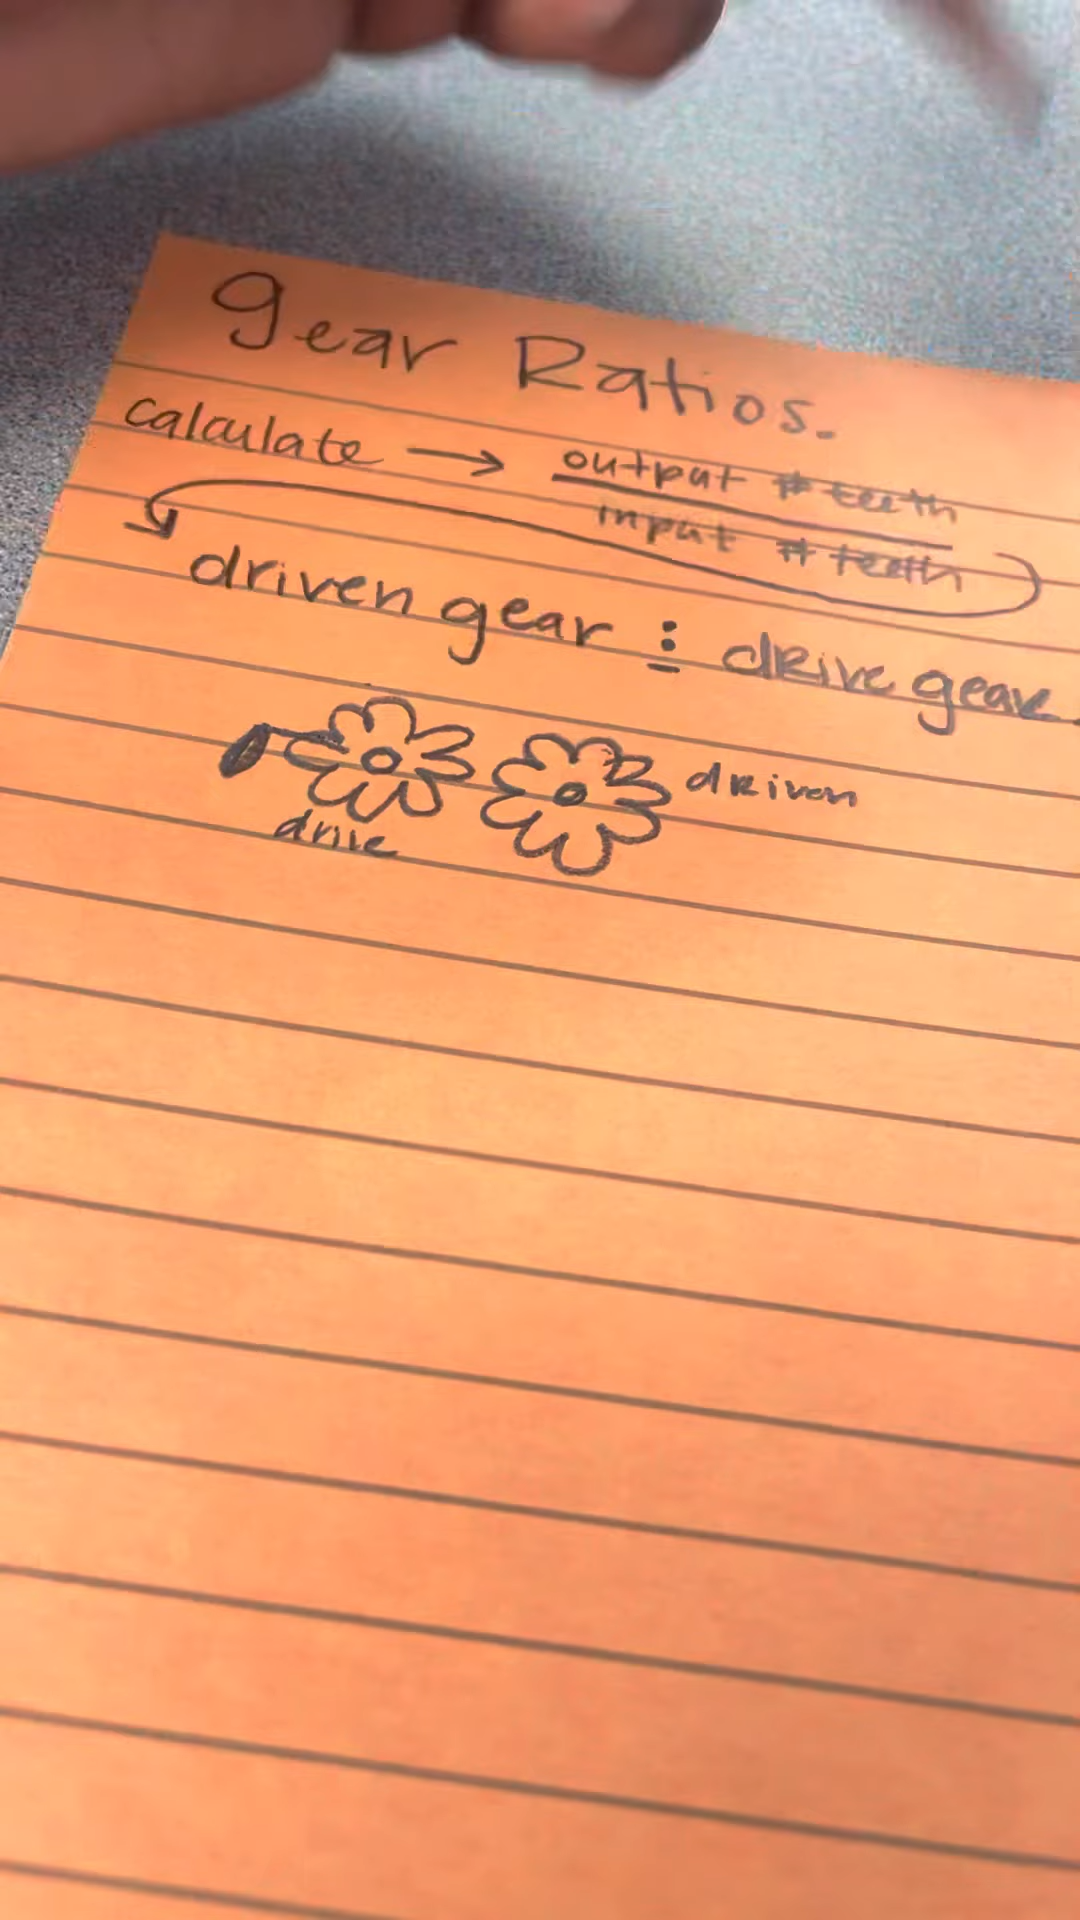 gear Ratios.
calculate → output # teeth
input # teeth
driven gear : drive gear
driven
drive